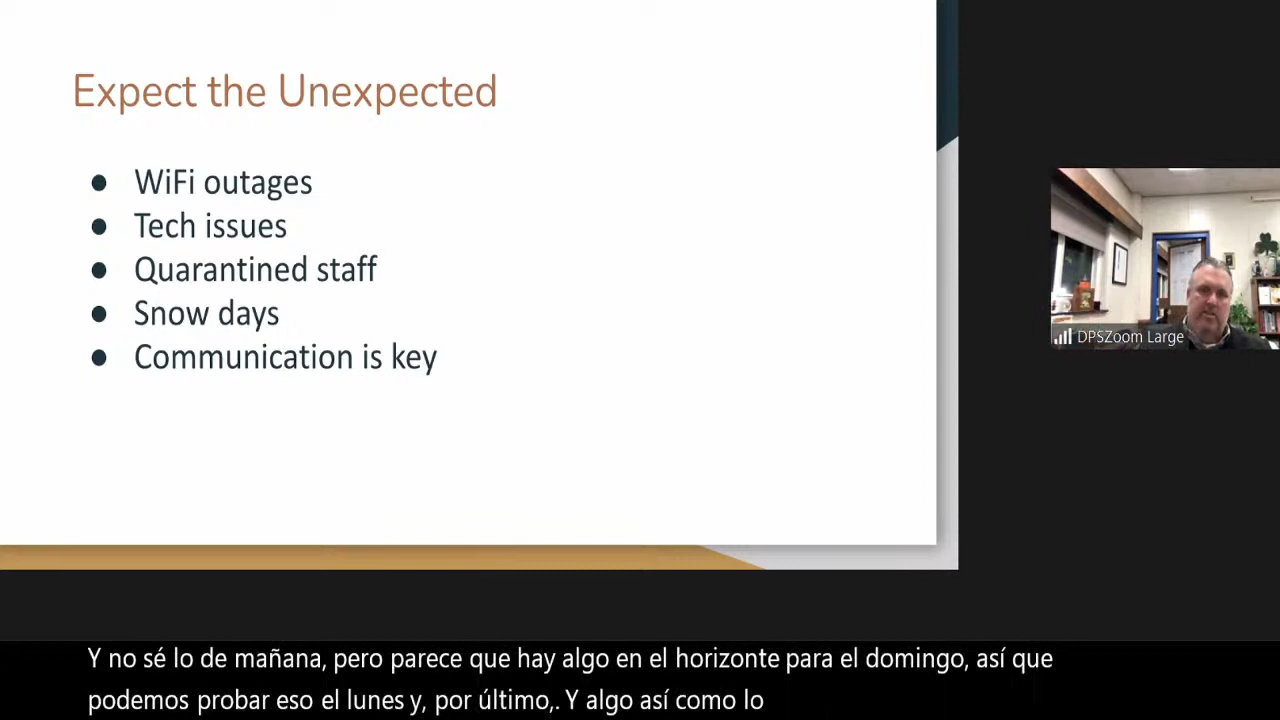 Expect the Unexpected
● WiFi outages
● Tech issues
● Quarantined staff
● Snow days
● Communication is key
DPSZoom Large
Y no sé lo de mañana, pero parece que hay algo en el horizonte para el domingo, así que
podemos probar eso el lunes y, por último,. Y algo así como lo